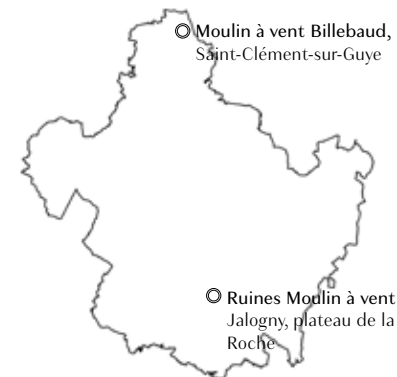 Moulin à vent Billebaud,
Saint-Clément-sur-Guye
Ruines Moulin à vent
Jalogny, plateau de la
Roche